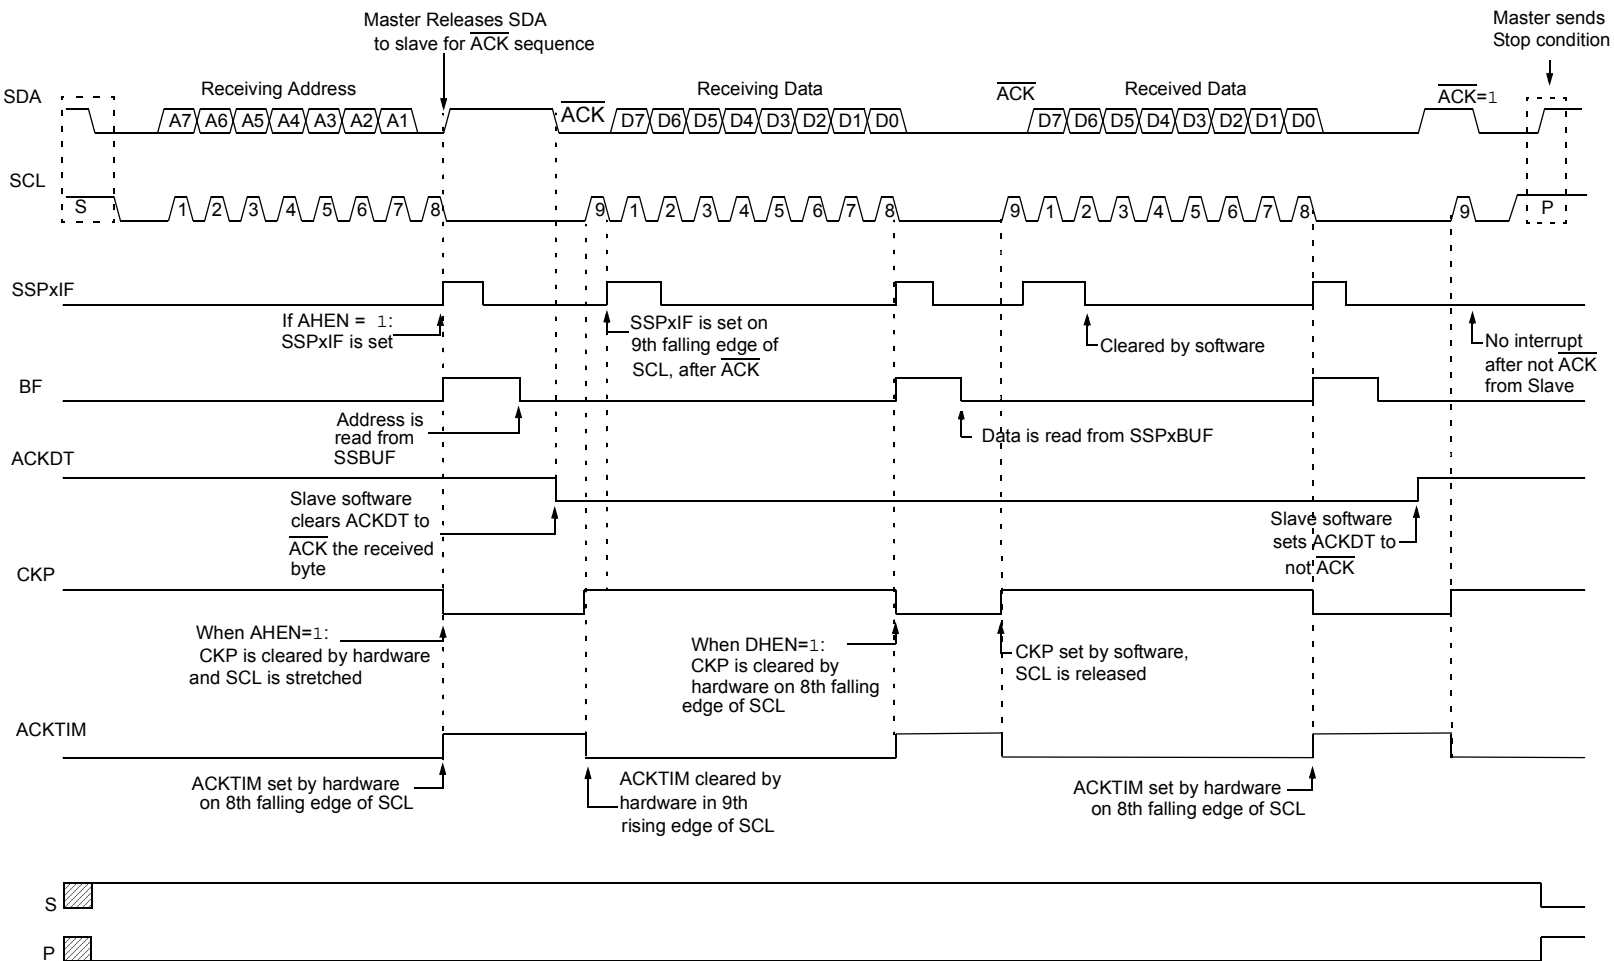 Master Releases SDA
to slave for ACK sequence
Master sends
Stop condition
SDA
Receiving Address
A7 A6 A5 A4 A3 A2 A1
ACK
Receiving Data
D7 D6 D5 D4 D3 D2 D1 D0
ACK
Received Data
D7 D6 D5 D4 D3 D2 D1 D0
ACK=1
SCL
S 1 2 3 4 5 6 7 8 9 1 2 3 4 5 6 7 8 9 1 2 3 4 5 6 7 8 9 P
SSPxIF
If AHEN = 1:
SSPxIF is set
SSPxIF is set on
9th falling edge of
SCL, after ACK
Cleared by software
No interrupt
after not ACK
from Slave
BF
Address is
read from
SSBUF
Data is read from SSPxBUF
ACKDT
Slave software
clears ACKDT to
ACK the received
byte
Slave software
sets ACKDT to
not ACK
CKP
When AHEN=1:
CKP is cleared by hardware
and SCL is stretched
When DHEN=1:
CKP is cleared by
hardware on 8th falling
edge of SCL
CKP set by software,
SCL is released
ACKTIM
ACKTIM set by hardware
on 8th falling edge of SCL
ACKTIM cleared by
hardware in 9th
rising edge of SCL
ACKTIM set by hardware
on 8th falling edge of SCL
S
P